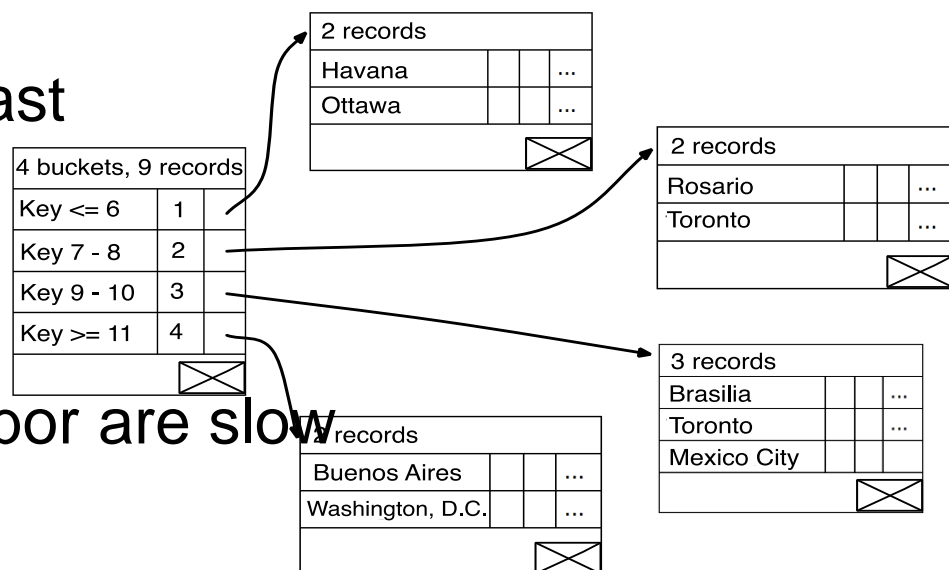 ast
4 buckets, 9 records
Key <= 6 1
Key 7 - 8 2
Key 9 - 10 3
Key >= 11 4
oor are slow
2 records
Havana ...
Ottawa ...
2 records
Rosario ...
Toronto ...
3 records
Brasilia ...
Toronto ...
Mexico City
2 records
Buenos Aires ...
Washington, D.C. ...